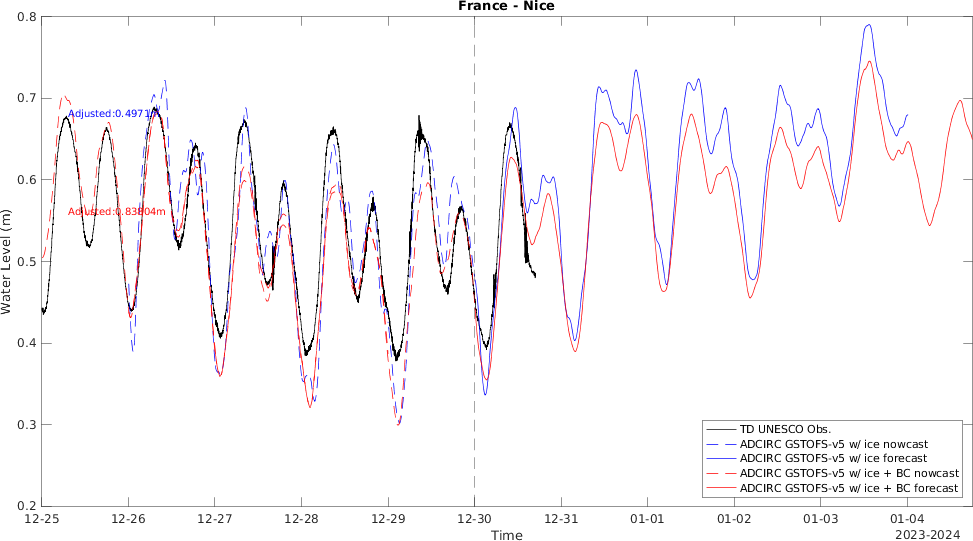 France - Nice
0.8
0.7
0.6
0.5
0.4
0.3
0.2
Water Level (m)
Adjusted:0.4971
Adjusted:0.83804m
TD UNESCO Obs.
ADCIRC GSTOFS-v5 w/ ice nowcast
ADCIRC GSTOFS-v5 w/ ice forecast
ADCIRC GSTOFS-v5 w/ ice + BC nowcast
ADCIRC GSTOFS-v5 w/ ice + BC forecast
12-25 12-26 12-27 12-28 12-29 12-30 12-31 01-01 01-02 01-03 01-04
Time
2023-2024